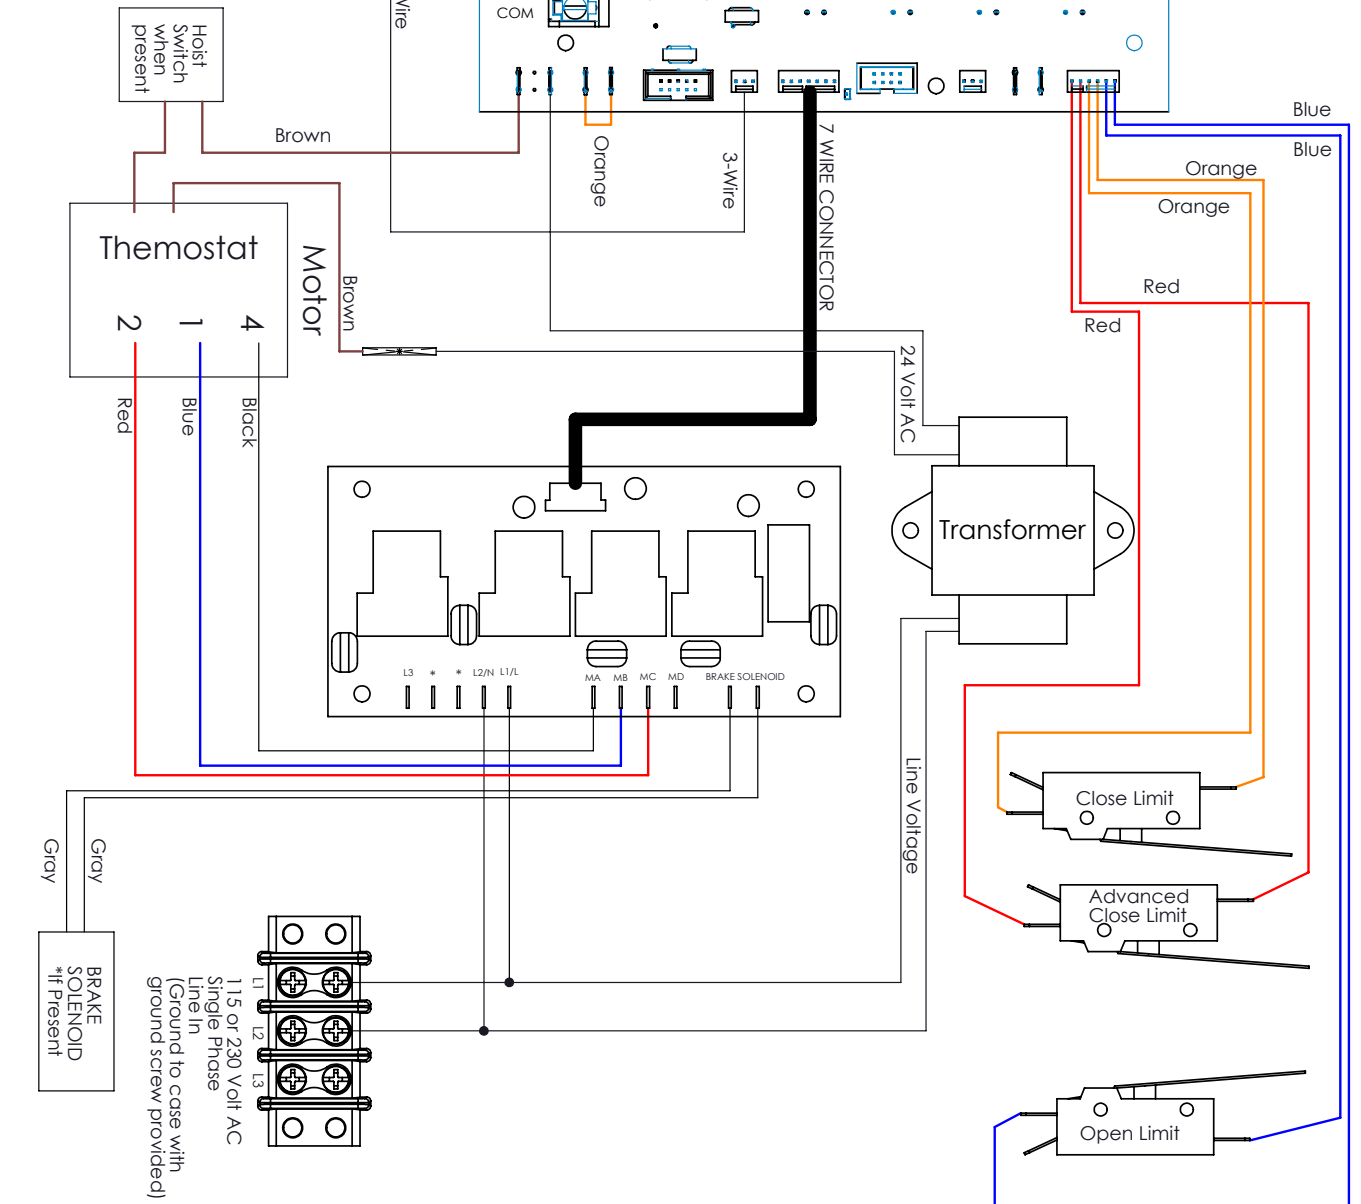 COM
Wire
Hoist
Switch
when
present
Brown
Orange
3-Wire
7 WIRE CONNECTOR
Blue
Blue
Orange
Orange
Red
Red
Themostat
2
1
4
Motor
Brown
24 Volt AC
Red
Blue
Black
Transformer
L3 * * L2/N L1/L MA MB MC MD BRAKE SOLENOID
Line Voltage
Close Limit
Advanced
Close Limit
Open Limit
Gray
Gray
BRAKE
SOLENOID
*If Present
L1
L2
L3
115 or 230 Volt AC
Single Phase
Line In
(Ground to case with
ground screw provided)